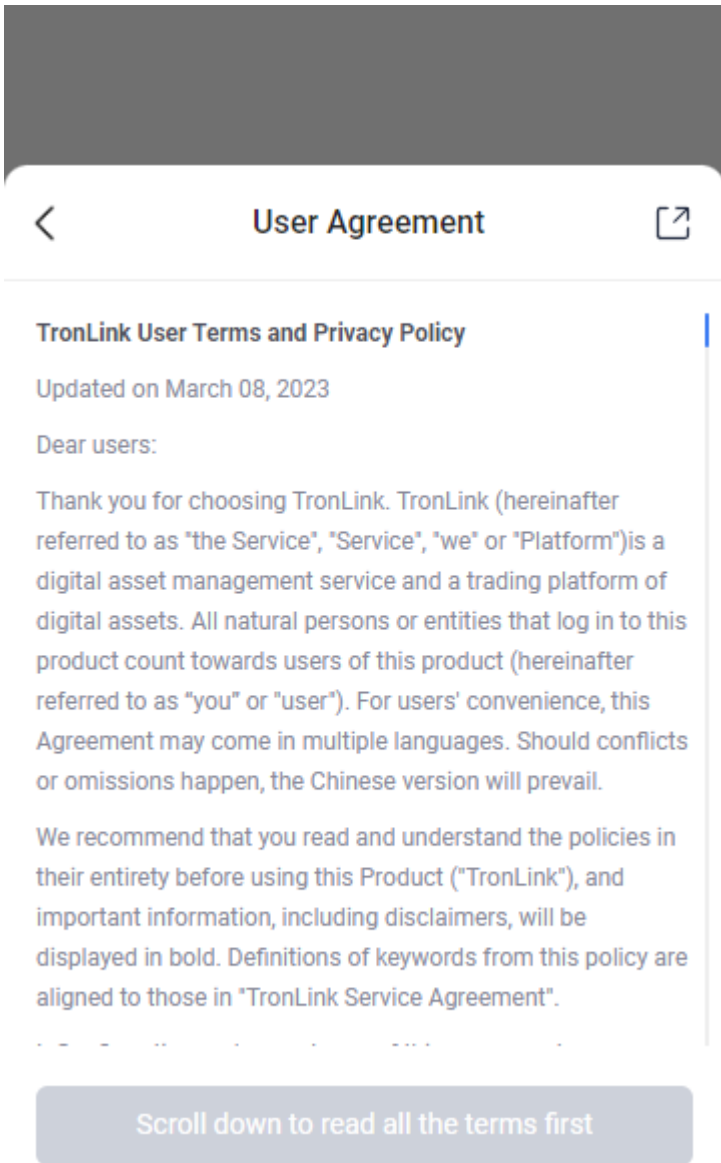 User Agreement
TronLink User Terms and Privacy Policy
Updated on March 08, 2023
Dear users:
Thank you for choosing TronLink. TronLink (hereinafter
referred to as "the Service", "Service", "we" or "Platform")is a
digital asset management service and a trading platform of
digital assets. All natural persons or entities that log in to this
product count towards users of this product (hereinafter
referred to as “you” or "user"). For users' convenience, this
Agreement may come in multiple languages. Should conflicts
or omissions happen, the Chinese version will prevail.
We recommend that you read and understand the policies in
their entirety before using this Product ("TronLink"), and
important information, including disclaimers, will be
displayed in bold. Definitions of keywords from this policy are
aligned to those in "TronLink Service Agreement".
Scroll down to read all the terms first